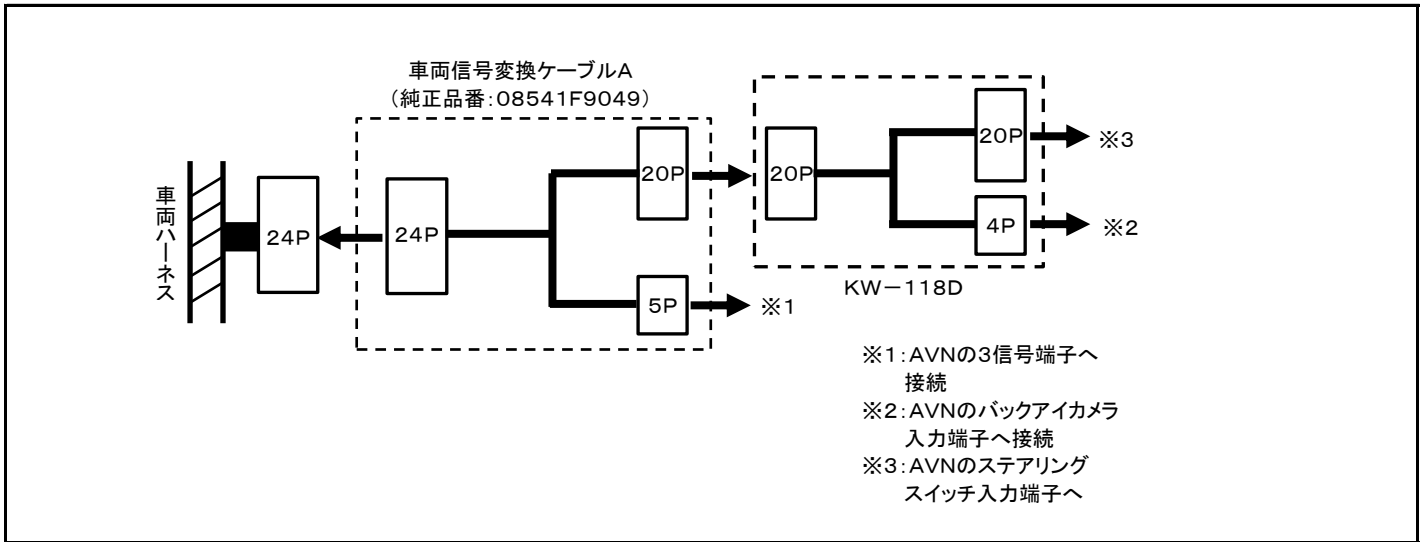 車両信号変換ケーブルA
(純正品番:08541F9049)
車両ハーネス
24P
24P
20P
5P
※1
20P
20P
※3
4P
※2
KW-118D
※1:AVNの3信号端子へ
接続
※2:AVNのバックアイカメラ
入力端子へ接続
※3:AVNのステアリング
スイッチ入力端子へ